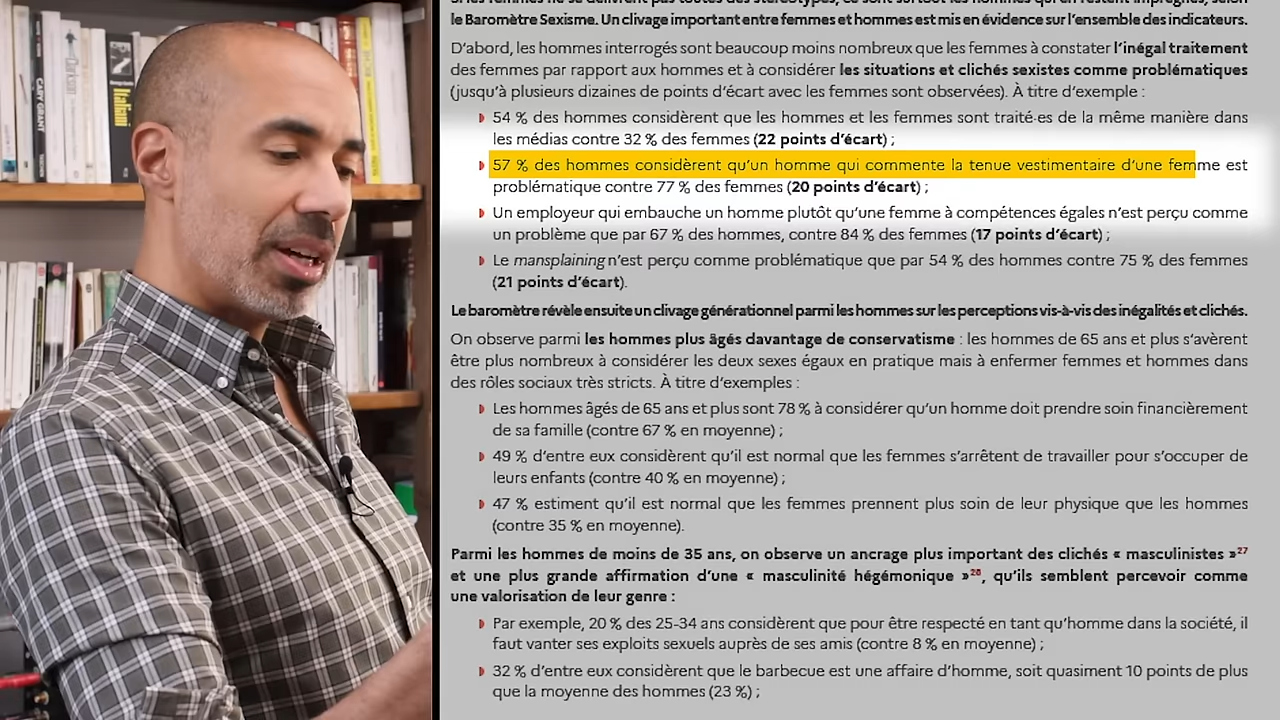 CARY GRANT
Italiani
le Baromètre Sexisme. Un clivage important entre femmes et hommes est mis en évidence sur l'ensemble des indicateurs.
D'abord, les hommes interrogés sont beaucoup moins nombreux que les femmes à constater l'inégal traitement
des femmes par rapport aux hommes et à considérer les situations et clichés sexistes comme problématiques
(jusqu'à plusieurs dizaines de points d'écart avec les femmes sont observées). À titre d'exemple :
54 % des hommes considèrent que les hommes et les femmes sont traité·es de la même manière dans
les médias contre 32 % des femmes (22 points d'écart) ;
57 % des hommes considèrent qu'un homme qui commente la tenue vestimentaire d'une femme est
problématique contre 77 % des femmes (20 points d'écart) ;
Un employeur qui embauche un homme plutôt qu'une femme à compétences égales n'est perçu comme
un problème que par 67 % des hommes, contre 84 % des femmes (17 points d'écart) ;
Le mansplaining n'est perçu comme problématique que par 54 % des hommes contre 75 % des femmes
(21 points d'écart).
Le baromètre révèle ensuite un clivage générationnel parmi les hommes sur les perceptions vis-à-vis des inégalités et clichés.
On observe parmi les hommes plus âgés davantage de conservatisme : les hommes de 65 ans et plus s'avèrent
être plus nombreux à considérer les deux sexes égaux en pratique mais à enfermer femmes et hommes dans
des rôles sociaux très stricts. À titre d'exemples :
Les hommes âgés de 65 ans et plus sont 78 % à considérer qu'un homme doit prendre soin financièrement
de sa famille (contre 67 % en moyenne) ;
49 % d'entre eux considèrent qu'il est normal que les femmes s'arrêtent de travailler pour s'occuper de
leurs enfants (contre 40 % en moyenne) ;
47 % estiment qu'il est normal que les femmes prennent plus soin de leur physique que les hommes
(contre 35 % en moyenne).
Parmi les hommes de moins de 35 ans, on observe un ancrage plus important des clichés « masculinistes »27
et une plus grande affirmation d'une « masculinité hégémonique »28, qu'ils semblent percevoir comme
une valorisation de leur genre :
Par exemple, 20 % des 25-34 ans considèrent que pour être respecté en tant qu'homme dans la société, il
faut vanter ses exploits sexuels auprès de ses amis (contre 8 % en moyenne) ;
32 % d'entre eux considèrent que le barbecue est une affaire d'homme, soit quasiment 10 points de plus
que la moyenne des hommes (23 %) ;